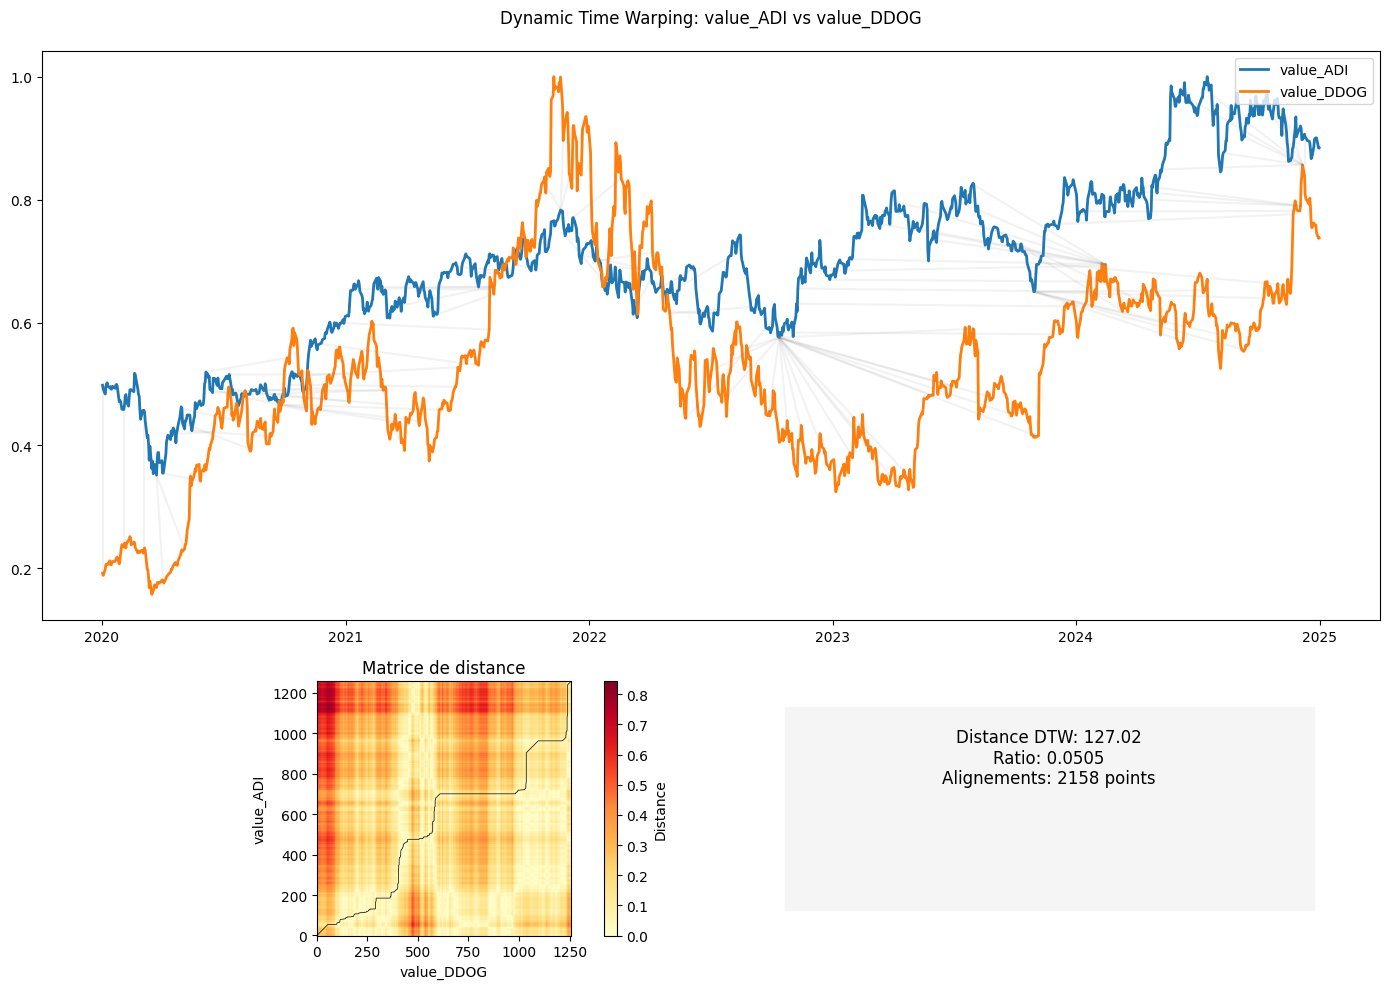 Dynamic Time Warping: value_ADI vs value_DDOG
value_ADI
value_DDOG
1.0
0.8
0.6
0.4
0.2
2020 2021 2022 2023 2024 2025
Matrice de distance
value_ADI
1200
1000
800
600
400
200
0
0 250 500 750 1000 1250
value_DDOG
0.8
0.7
0.6
0.5
0.4
0.3
0.2
0.1
0.0
Distance
Distance DTW: 127.02
Ratio: 0.0505
Alignements: 2158 points